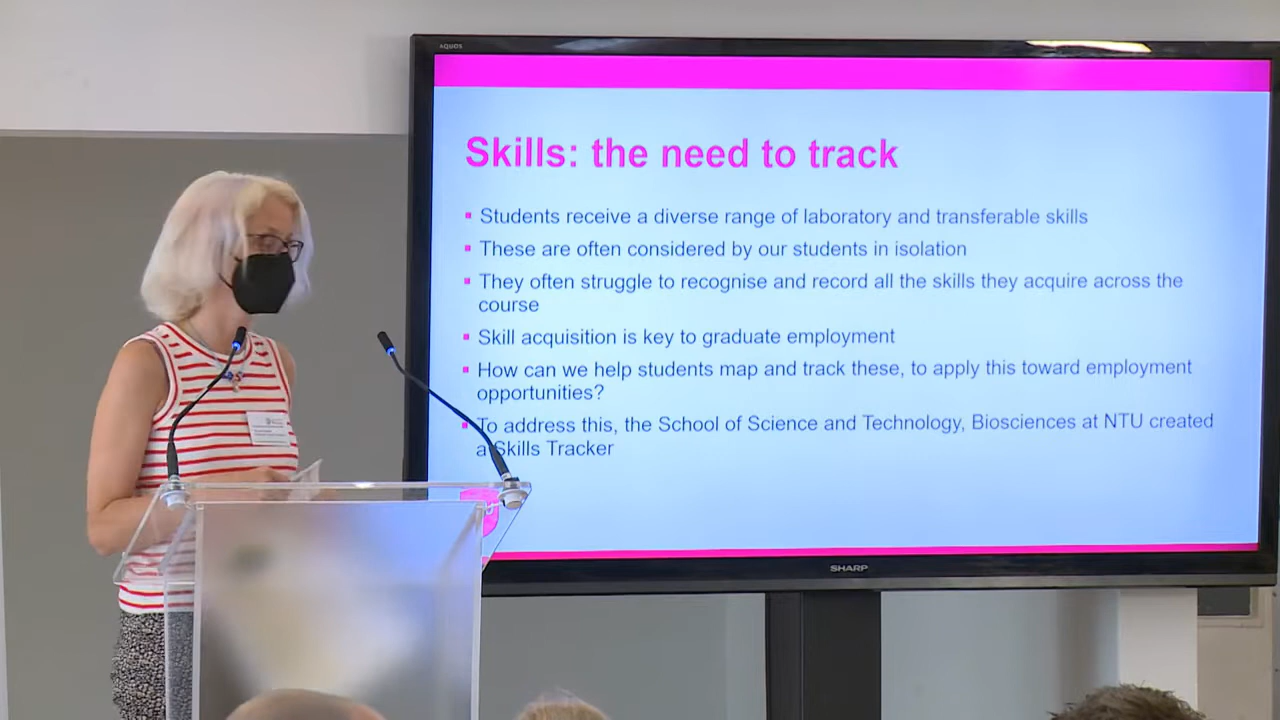 AQUOS
Skills: the need to track
Students receive a diverse range of laboratory and transferable skills
These are often considered by our students in isolation
They often struggle to recognise and record all the skills they acquire across the
course
Skill acquisition is key to graduate employment
How can we help students map and track these, to apply this toward employment
opportunities?
To address this, the School of Science and Technology, Biosciences at NTU created
a Skills Tracker
SHARP